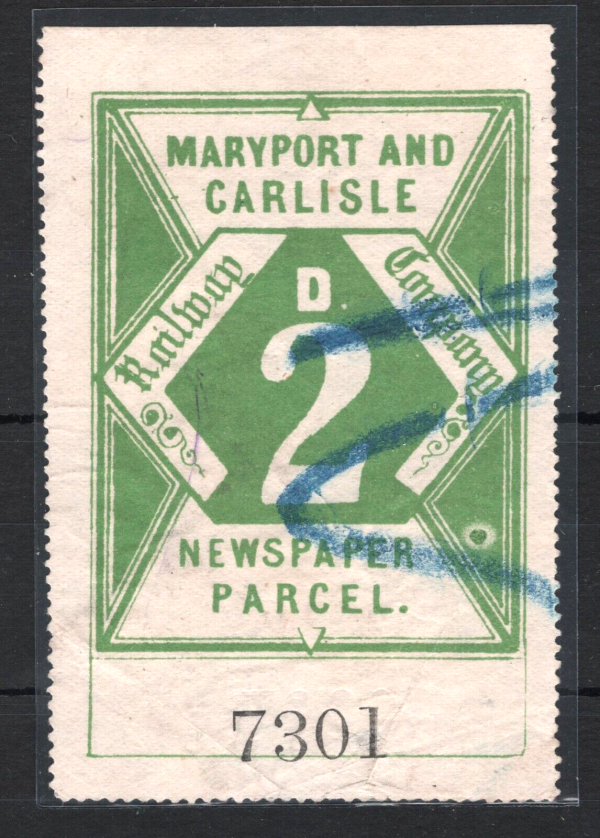 MARYPORT AND
CARLISLE
Railway
Company
D.
2
NEWSPAPER
PARCEL.
7301